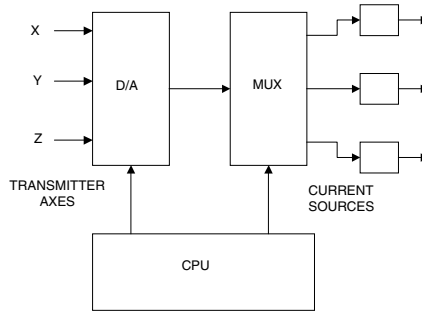 X
Y
Z
D/A
MUX
TRANSMITTER
AXES
CURRENT
SOURCES
CPU